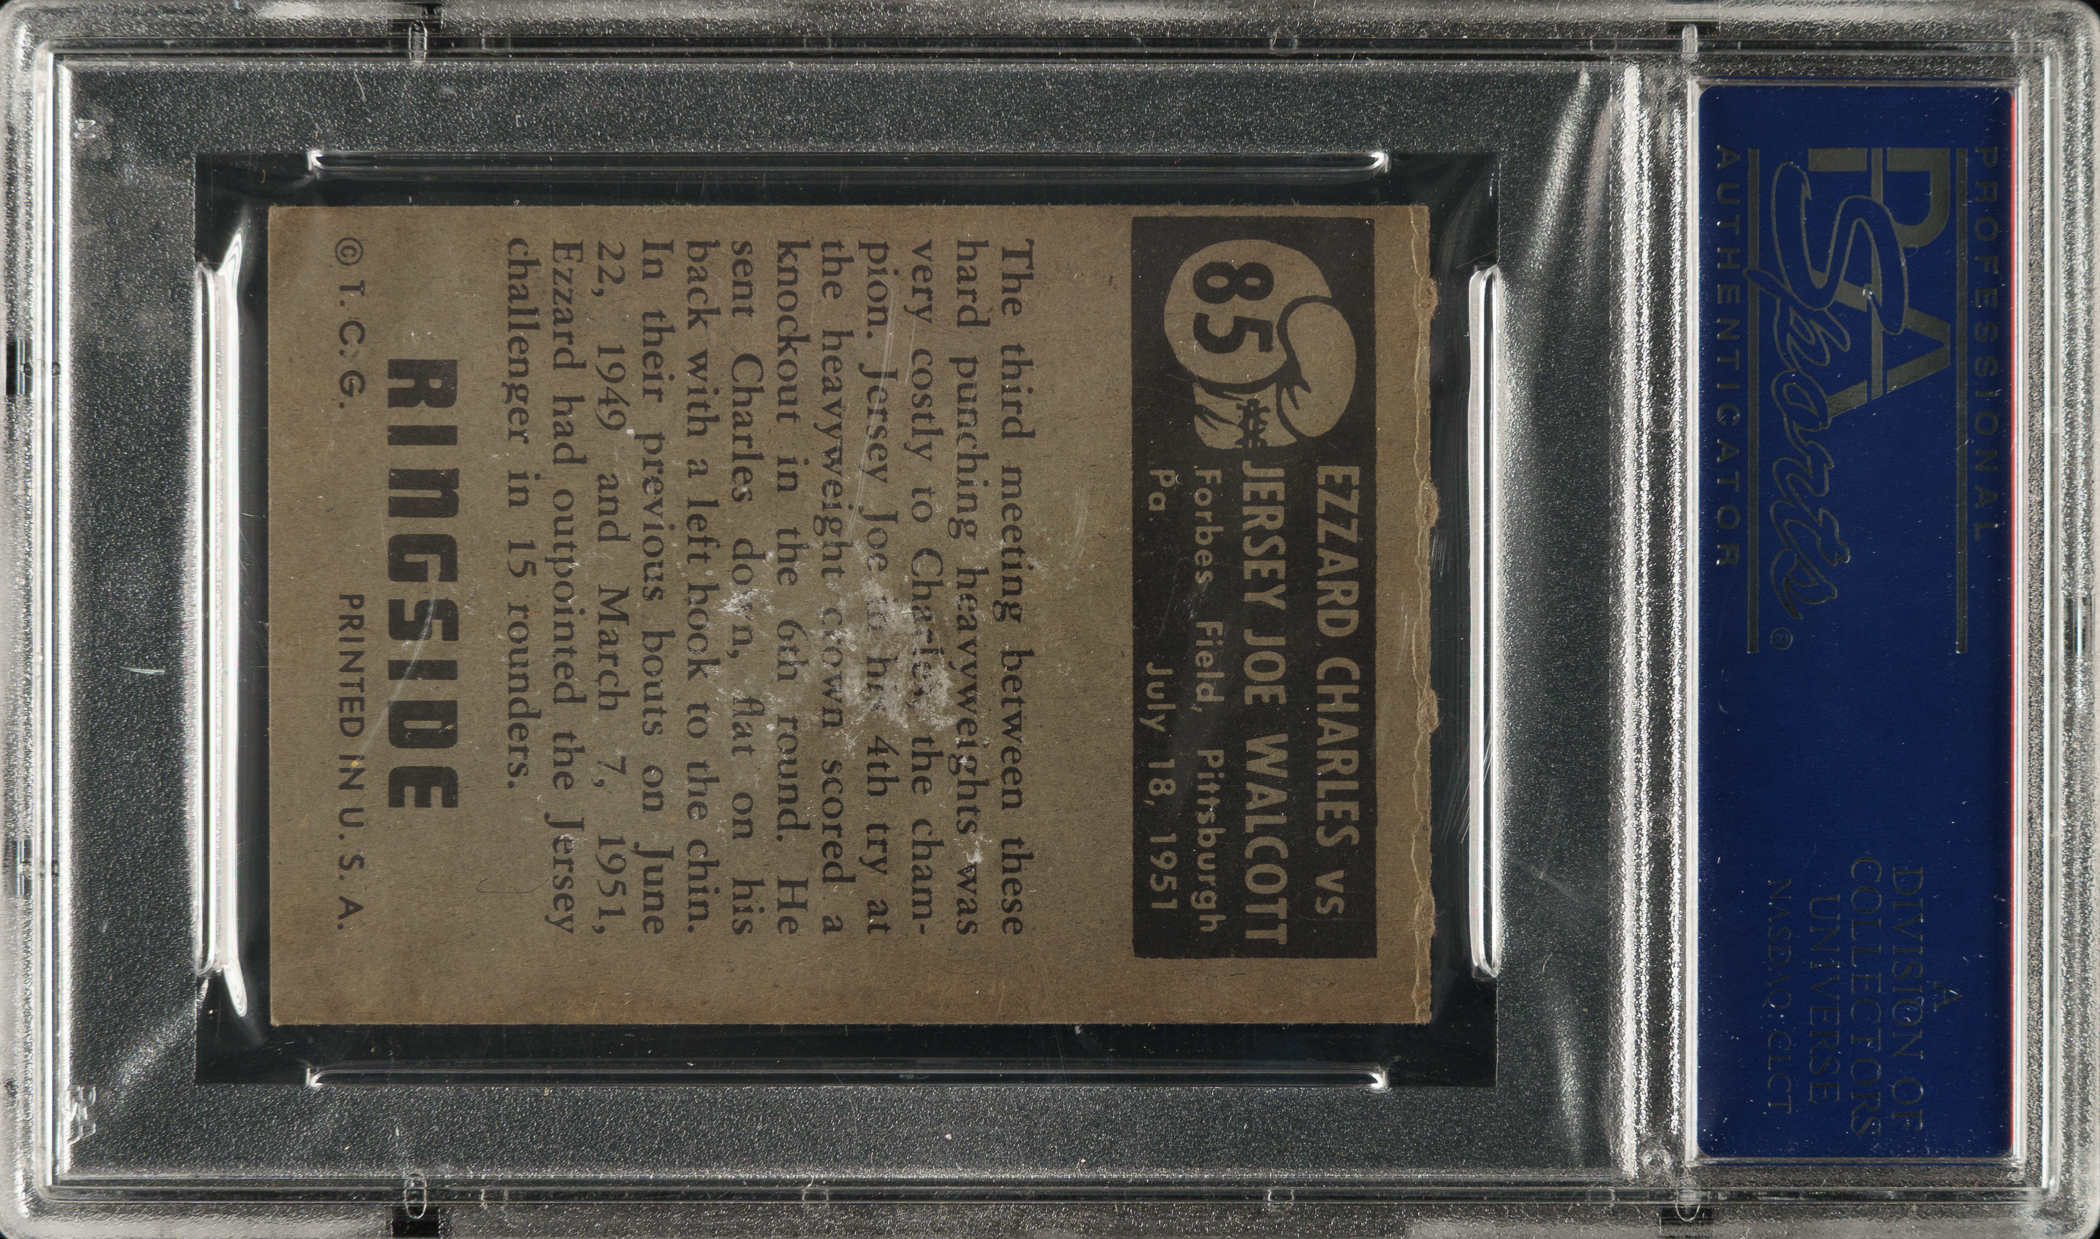 PROFESSIONAL
PSA
Sports®
AUTHENTICATOR
A
DIVISION OF
COLLECTORS
UNIVERSE
NASDAQ: CLCT
85
EZZARD CHARLES vs
JERSEY JOE WALCOTT
Forbes Field, Pittsburgh
Pa. July 18, 1951
The third meeting between these
hard punching heavyweights was
very costly to Charles, the cham-
pion. Jersey Joe in his 4th try at
the heavyweight crown scored a
knockout in the 6th round. He
sent Charles down, flat on his
back with a left hook to the chin.
In their previous bouts on June
22, 1949 and March 7, 1951,
Ezzard had outpointed the Jersey
challenger in 15 rounders.
RINGSIDE
© T. C. G. PRINTED IN U. S. A.